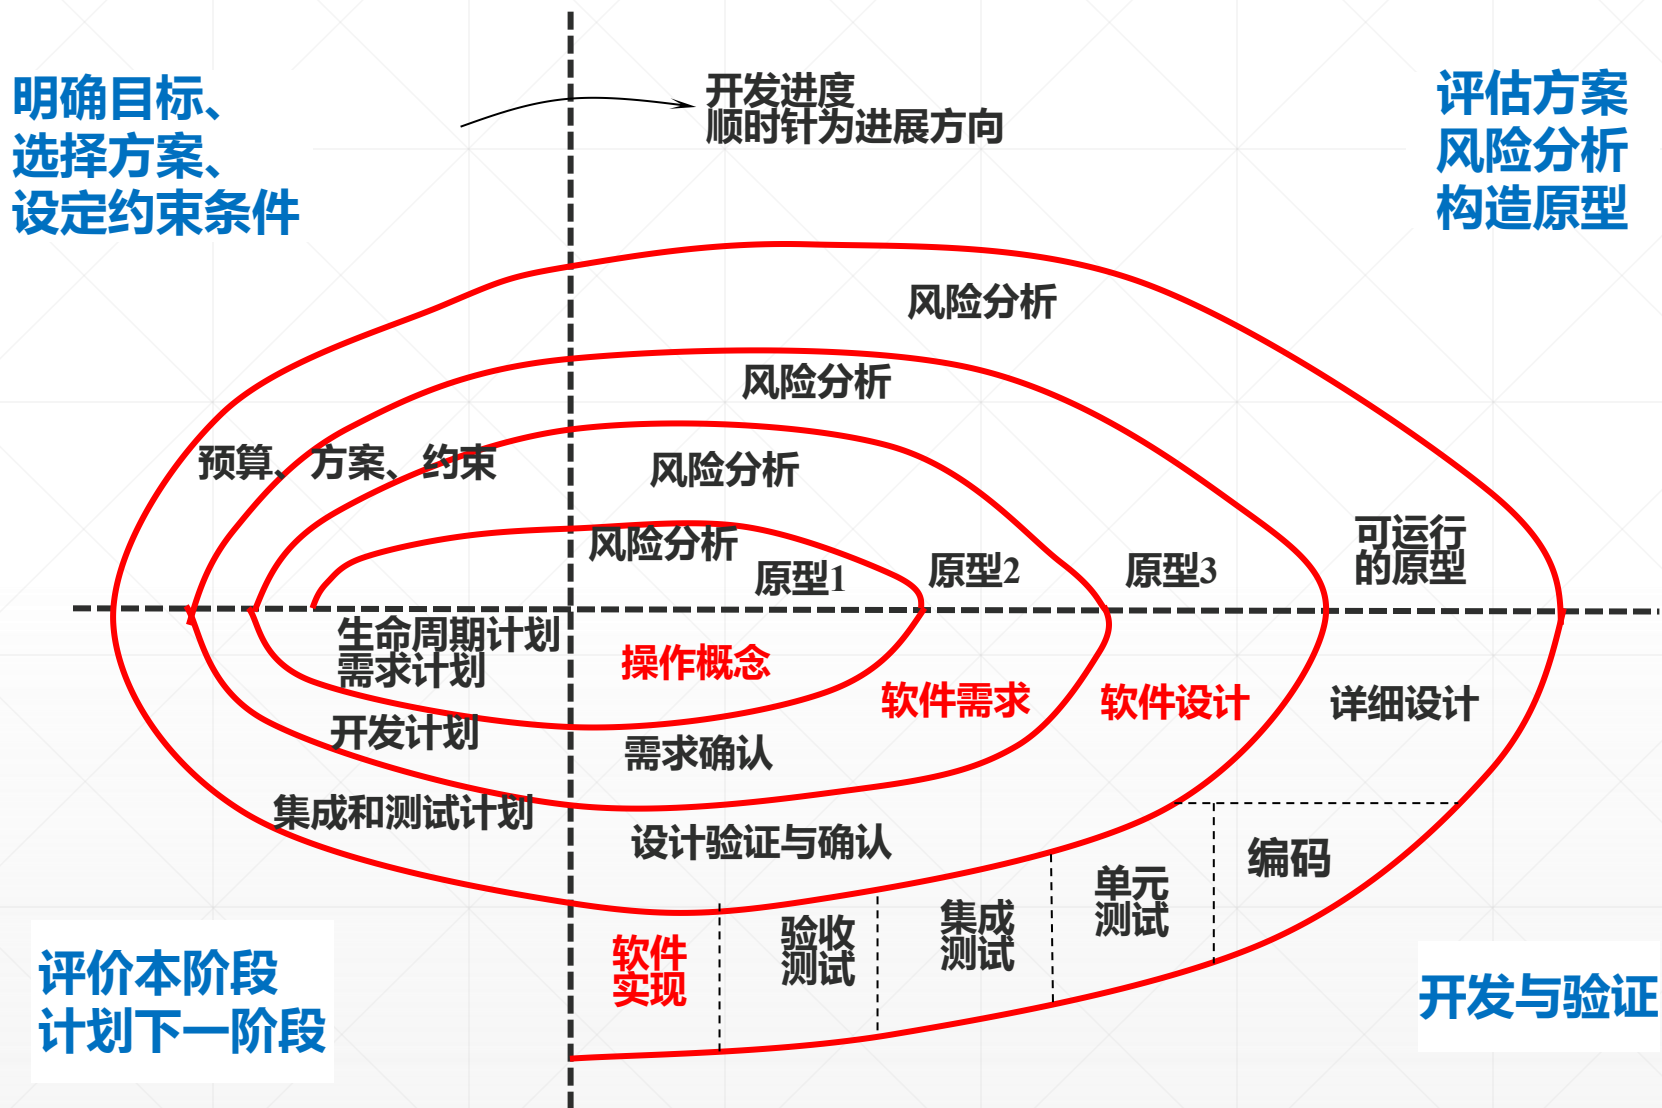 明确目标、
选择方案、
设定约束条件
开发进度
顺时针为进展方向
评估方案
风险分析
构造原型
风险分析
风险分析
预算、方案、约束
风险分析
风险分析
原型1
原型2
原型3
可运行
的原型
生命周期计划
需求计划
操作概念
软件需求
软件设计
详细设计
开发计划
需求确认
集成和测试计划
设计验证与确认
编码
单元
测试
集成
测试
验收
测试
软件
实现
评价本阶段
计划下一阶段
开发与验证